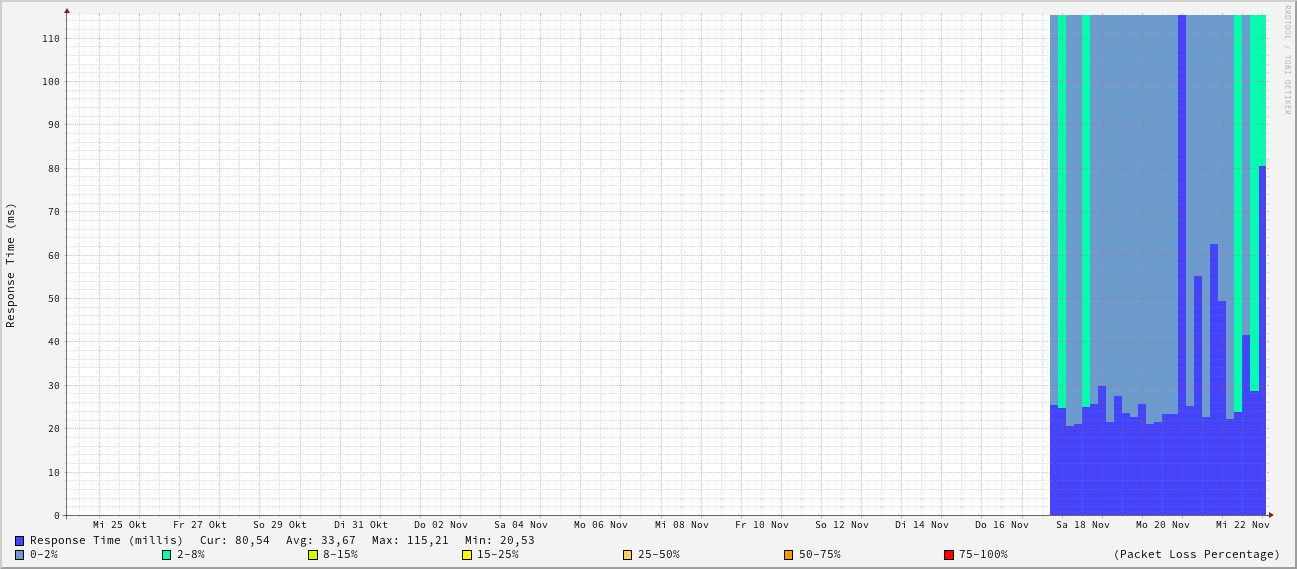 RRDTOOL / TOBI OETIKER
Response Time (ms)
110
100
90
80
70
60
50
40
30
20
10
0
Mi 25 Okt Fr 27 Okt So 29 Okt Di 31 Okt Do 02 Nov Sa 04 Nov Mo 06 Nov Mi 08 Nov Fr 10 Nov So 12 Nov Di 14 Nov Do 16 Nov Sa 18 Nov Mo 20 Nov Mi 22 Nov
Response Time (millis) Cur: 80,54 Avg: 33,67 Max: 115,21 Min: 20,53
0-2% 2-8% 8-15% 15-25% 25-50% 50-75% 75-100% (Packet Loss Percentage)